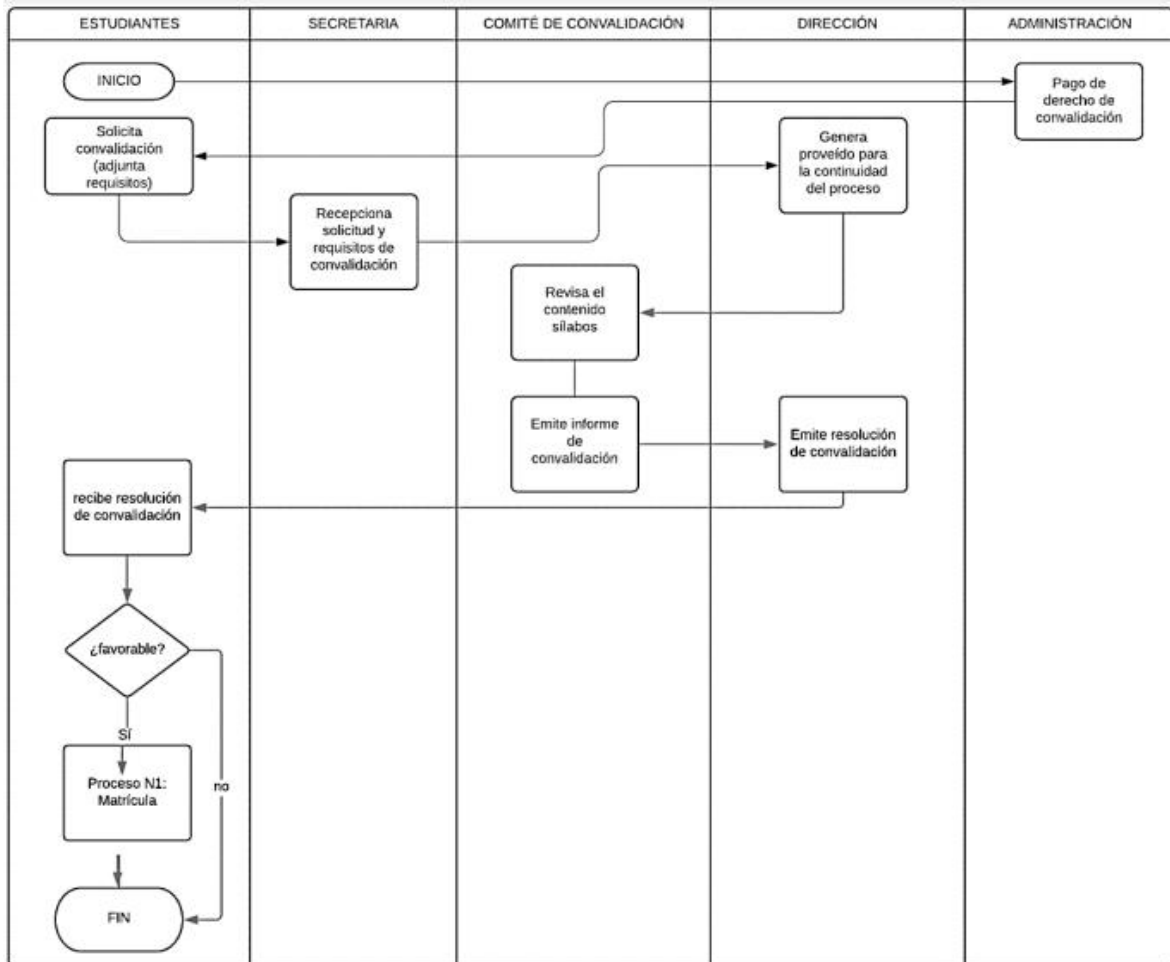 ESTUDIANTES
SECRETARIA
COMITÉ DE CONVALIDACIÓN
DIRECCIÓN
ADMINISTRACIÓN
INICIO
Pago de
derecho de
convalidación
Solicita
convalidación
(adjunta
requisitos)
Genera
proveído para
la continuidad
del proceso
Recepciona
solicitud y
requisitos de
convalidación
Revisa el
contenido
sílabos
Emite informe
de
convalidación
Emite resolución
de convalidación
recibe resolución
de convalidación
¿favorable?
Sí
no
Proceso N1:
Matrícula
FIN